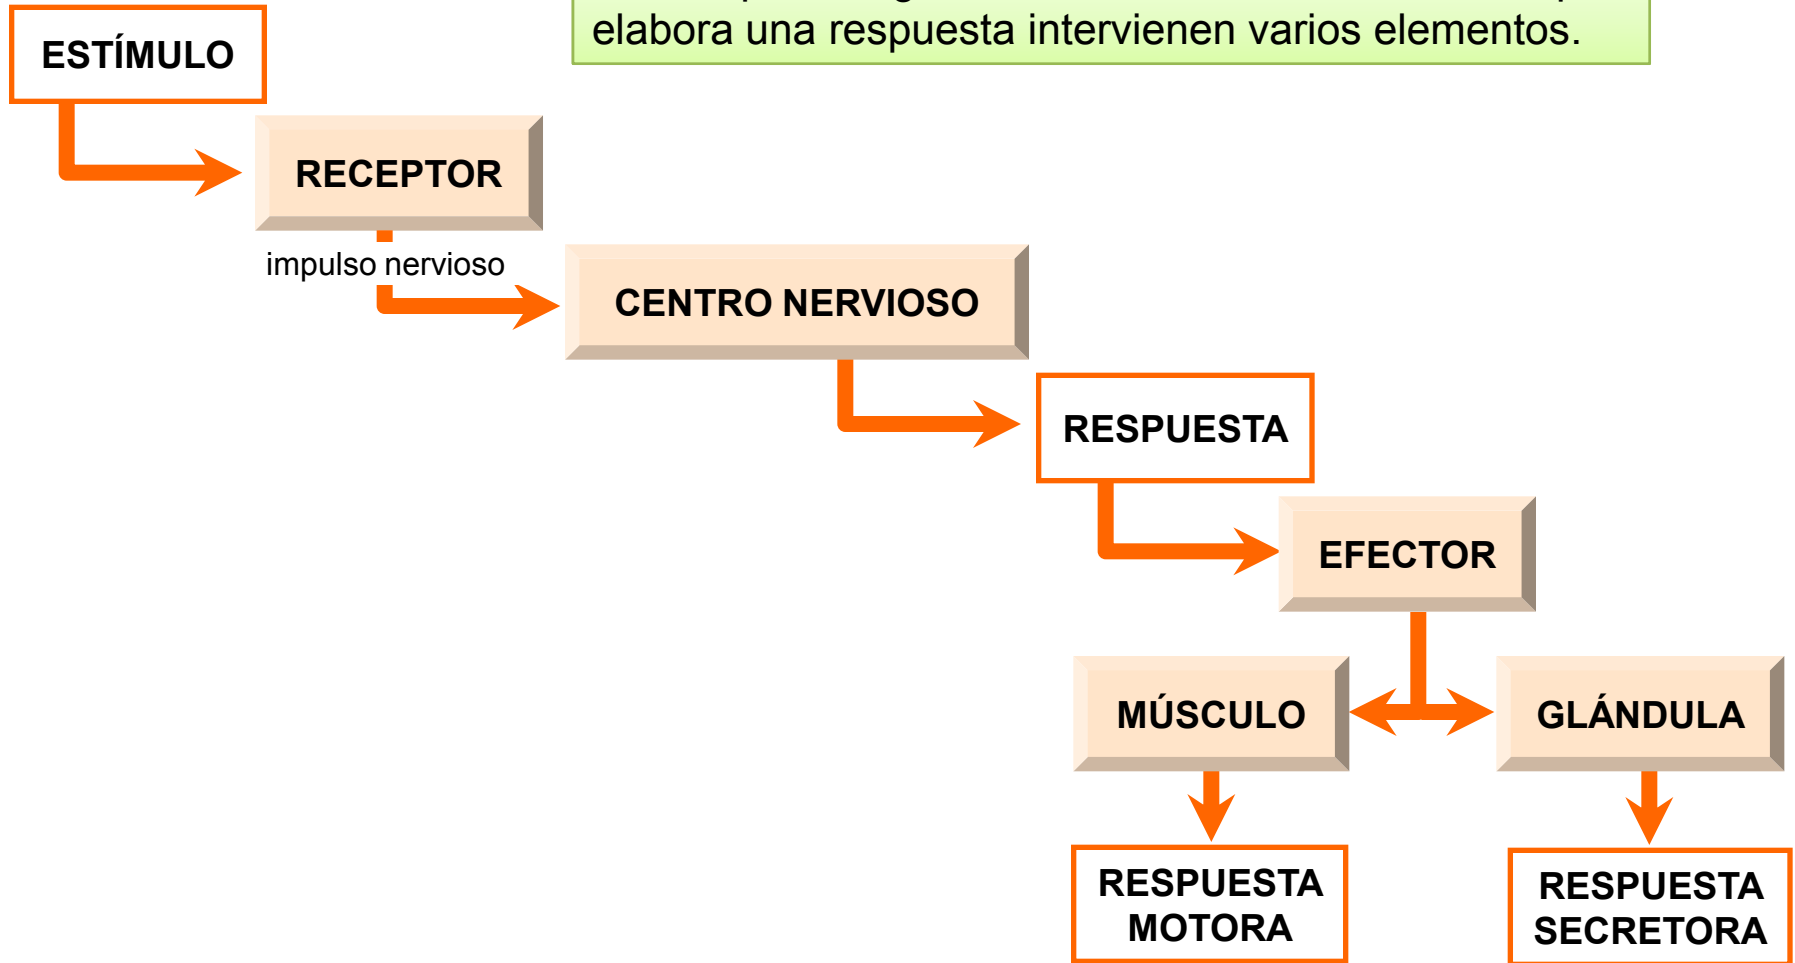 elabora una respuesta intervienen varios elementos.
ESTÍMULO
RECEPTOR
impulso nervioso
CENTRO NERVIOSO
RESPUESTA
EFECTOR
MÚSCULO
GLÁNDULA
RESPUESTA
MOTORA
RESPUESTA
SECRETORA